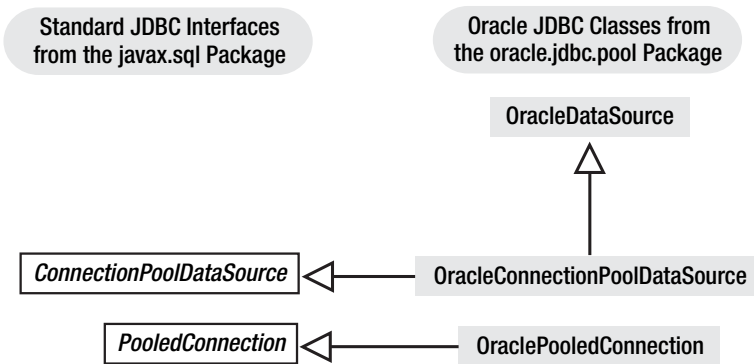 Standard JDBC Interfaces
from the javax.sql Package
Oracle JDBC Classes from
the oracle.jdbc.pool Package
OracleDataSource
ConnectionPoolDataSource
OracleConnectionPoolDataSource
PooledConnection
OraclePooledConnection